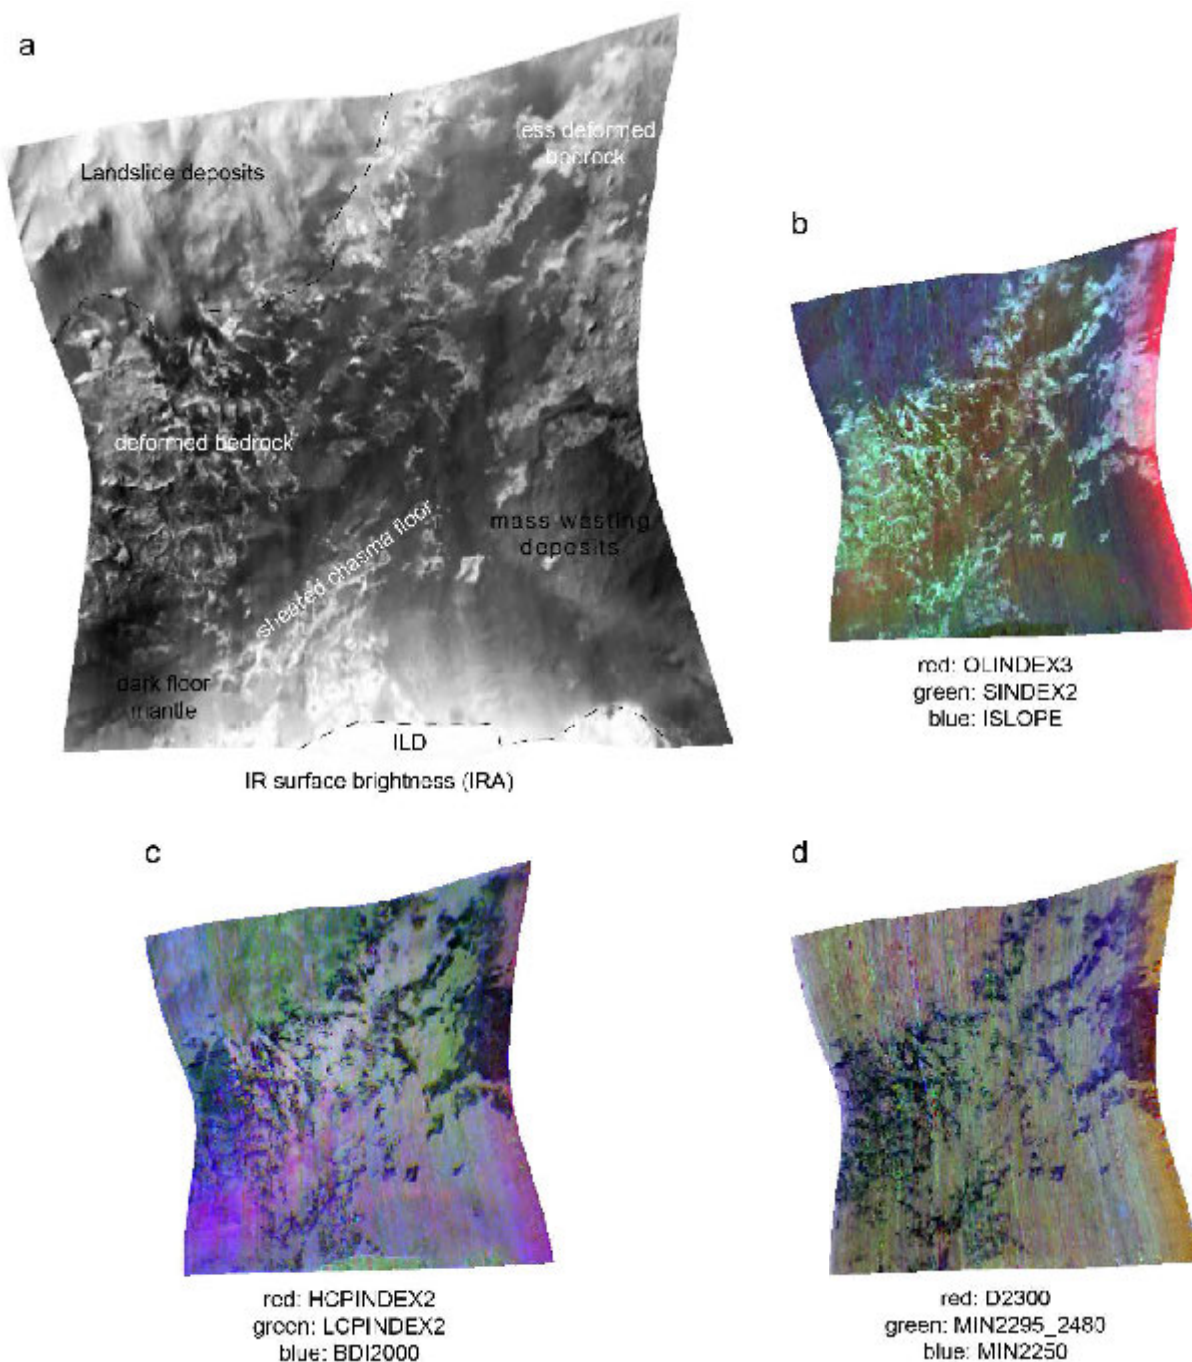 a
less deformed
bedrock
Landslide deposits
deformed bedrock
mass wasting
deposits
sheated chasma floor
dark floor
mantle
ILD
IR surface brightness (IRA)
b
red: OLINDEX3
green: SINDEX2
blue: ISLOPE
c
red: HCPINDEX2
green: LCPINDEX2
blue: BDI2000
d
red: D2300
green: MIN2295_2480
blue: MIN2250